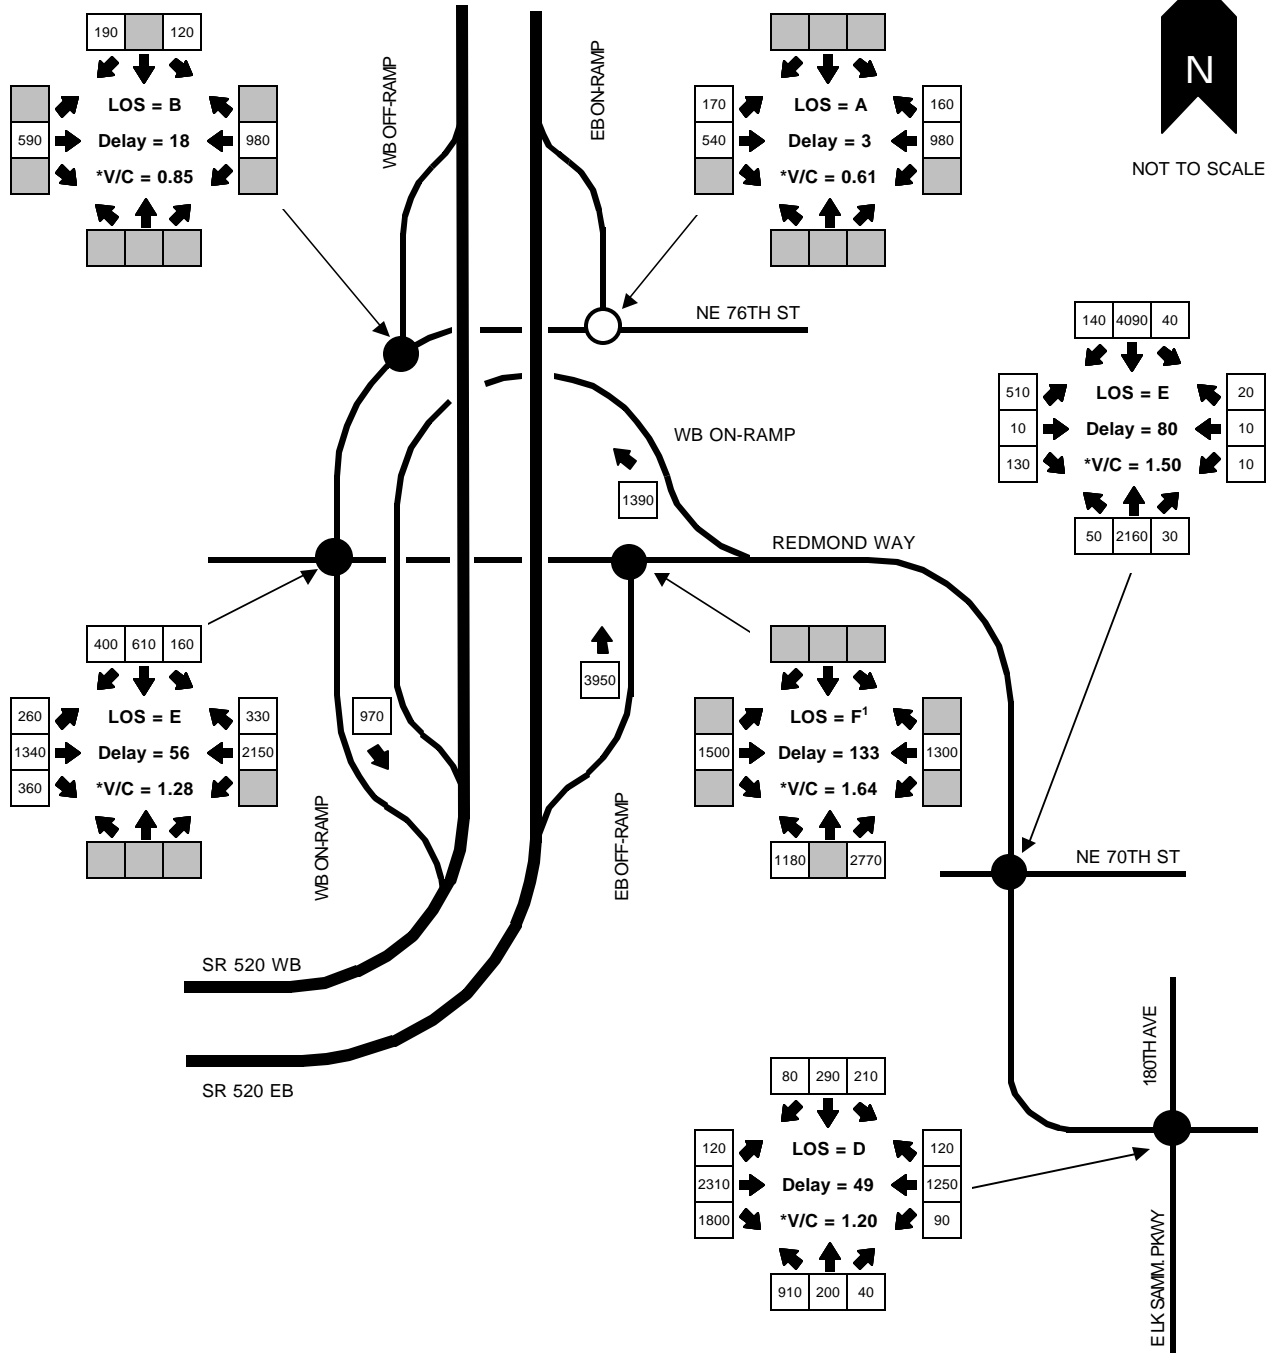 190 120
LOS = B
590 Delay = 18 980
*V/C = 0.85
WB OFF-RAMP
EB ON-RAMP
170 LOS = A 160
540 Delay = 3 980
*V/C = 0.61
N
NOT TO SCALE
NE 76TH ST
140 4090 40
510 LOS = E 20
10 Delay = 80 10
130 *V/C = 1.50 10
50 2160 30
WB ON-RAMP
1390
REDMOND WAY
400 610 160
260 LOS = E 330
1340 Delay = 56 2150
360 *V/C = 1.28
970
WB ON-RAMP
3950
EB OFF-RAMP
LOS = F¹
1500 Delay = 133 1300
*V/C = 1.64
1180 2770
NE 70TH ST
SR 520 WB
SR 520 EB
80 290 210
120 LOS = D 120
2310 Delay = 49 1250
1800 *V/C = 1.20 90
910 200 40
180TH AVE
E LK SAMM. PKWY